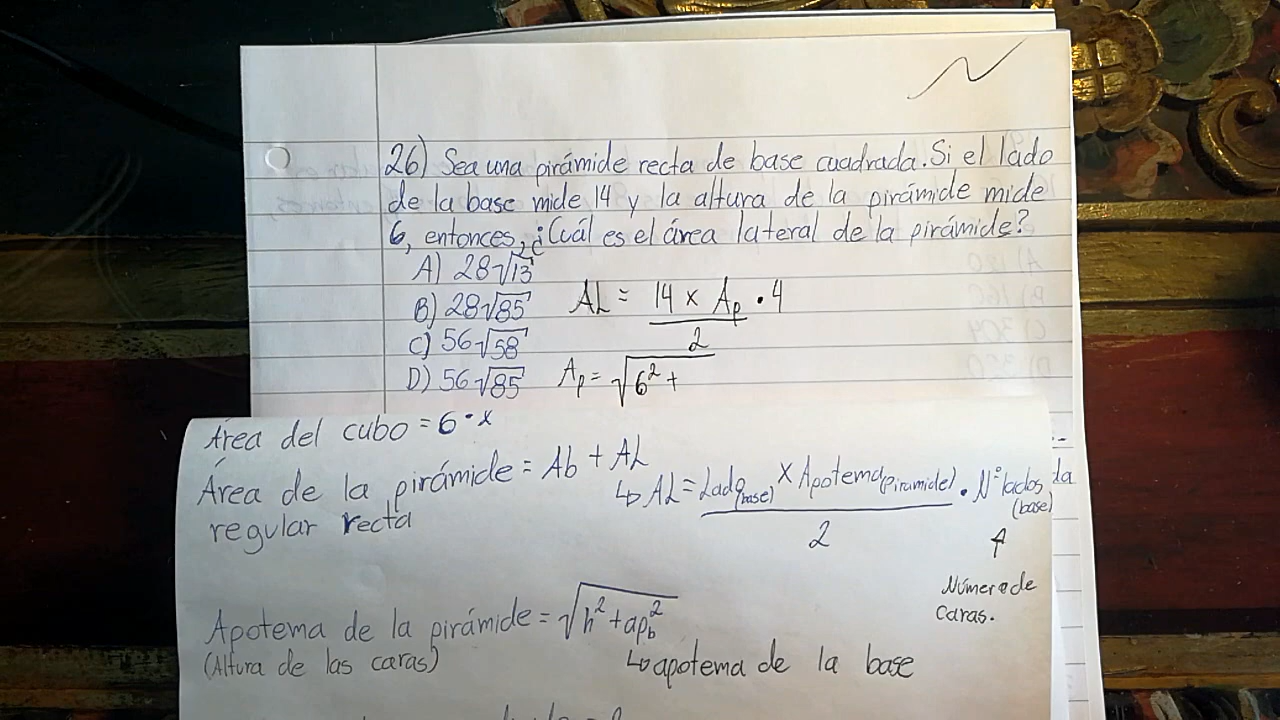 26) Sea una pirámide recta de base cuadrada. Si el lado
de la base mide 14 y la altura de la pirámide mide
6, entonces, ¿Cuál es el área lateral de la pirámide?
A) 28√13
B) 28√85
C) 56√58
D) 56√85
AL = 14 x Ap • 4
2
Ap = √6² +
Área del cubo = 6 • x
Área de la pirámide = Ab + AL
regular recta
↳ AL = Lado(base) x Apotema(piramide) • N° lados
(base)
2
Número de
caras.
Apotema de la pirámide = √h² + apb²
(Altura de las caras)
↳ apotema de la base